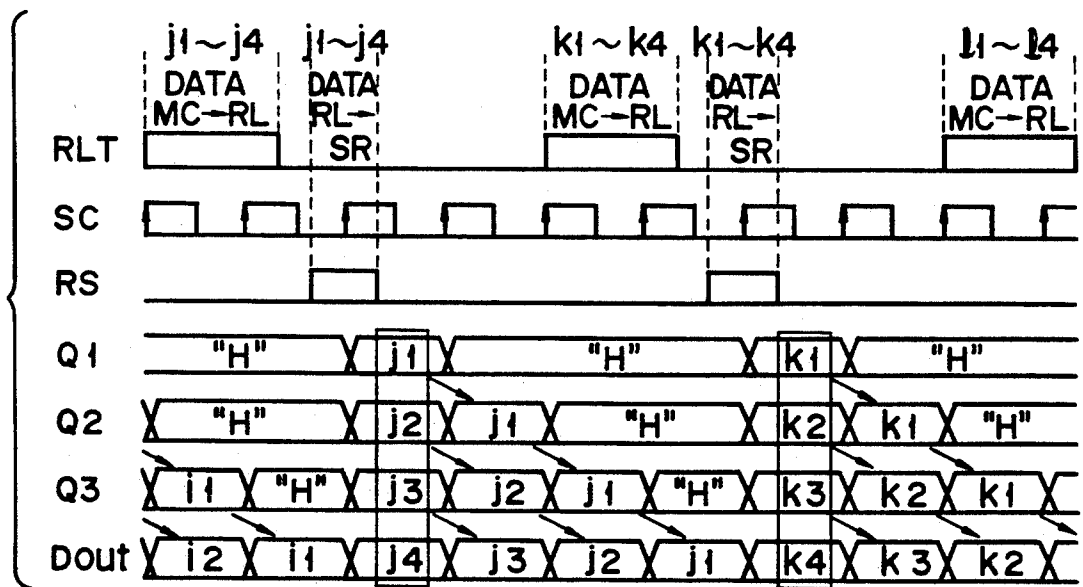 j1~j4 j1~j4 k1~k4 k1~k4 l1~l4
DATA DATA DATA DATA DATA
MC→RL RL→ MC→RL RL→ MC→RL
RLT SR SR
SC
RS
Q1 "H" j1 "H" k1 "H"
Q2 "H" j2 j1 "H" k2 k1 "H"
Q3 i1 "H" j3 j2 j1 "H" k3 k2 k1
Dout i2 i1 j4 j3 j2 j1 k4 k3 k2